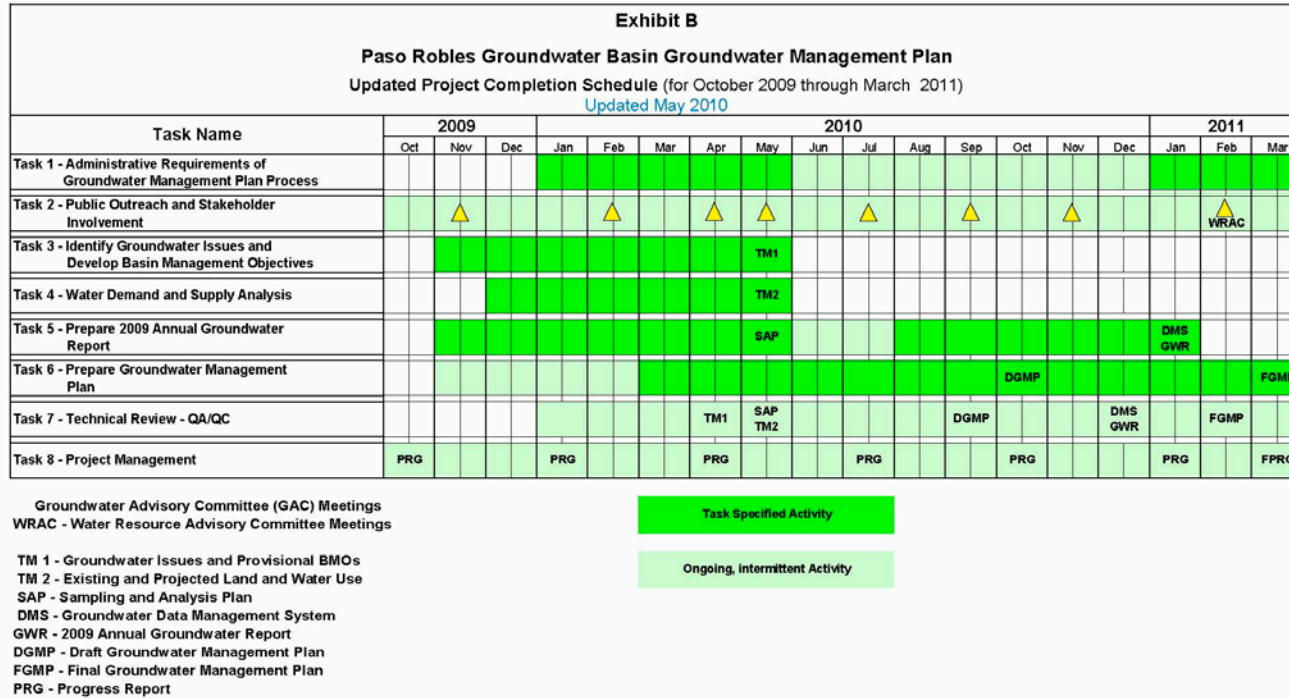 Exhibit B
Paso Robles Groundwater Basin Groundwater Management Plan
Updated Project Completion Schedule (for October 2009 through March 2011)
Updated May 2010
Task Name
2009 2010 2011
Oct Nov Dec Jan Feb Mar Apr May Jun Jul Aug Sep Oct Nov Dec Jan Feb Mar
Task 1 - Administrative Requirements of
Groundwater Management Plan Process
Task 2 - Public Outreach and Stakeholder
Involvement
WRAC
Task 3 - Identify Groundwater Issues and
Develop Basin Management Objectives
TM1
Task 4 - Water Demand and Supply Analysis
TM2
Task 5 - Prepare 2009 Annual Groundwater
Report
SAP
DMS
GWR
Task 6 - Prepare Groundwater Management
Plan
DGMP
FGMP
Task 7 - Technical Review - QA/QC
TM1
SAP
TM2
DGMP
DMS
GWR
FGMP
Task 8 - Project Management
PRG PRG PRG PRG PRG PRG FPRG
Groundwater Advisory Committee (GAC) Meetings
WRAC - Water Resource Advisory Committee Meetings
Task Specified Activity
Ongoing, intermittent Activity
TM 1 - Groundwater Issues and Provisional BMOs
TM 2 - Existing and Projected Land and Water Use
SAP - Sampling and Analysis Plan
DMS - Groundwater Data Management System
GWR - 2009 Annual Groundwater Report
DGMP - Draft Groundwater Management Plan
FGMP - Final Groundwater Management Plan
PRG - Progress Report